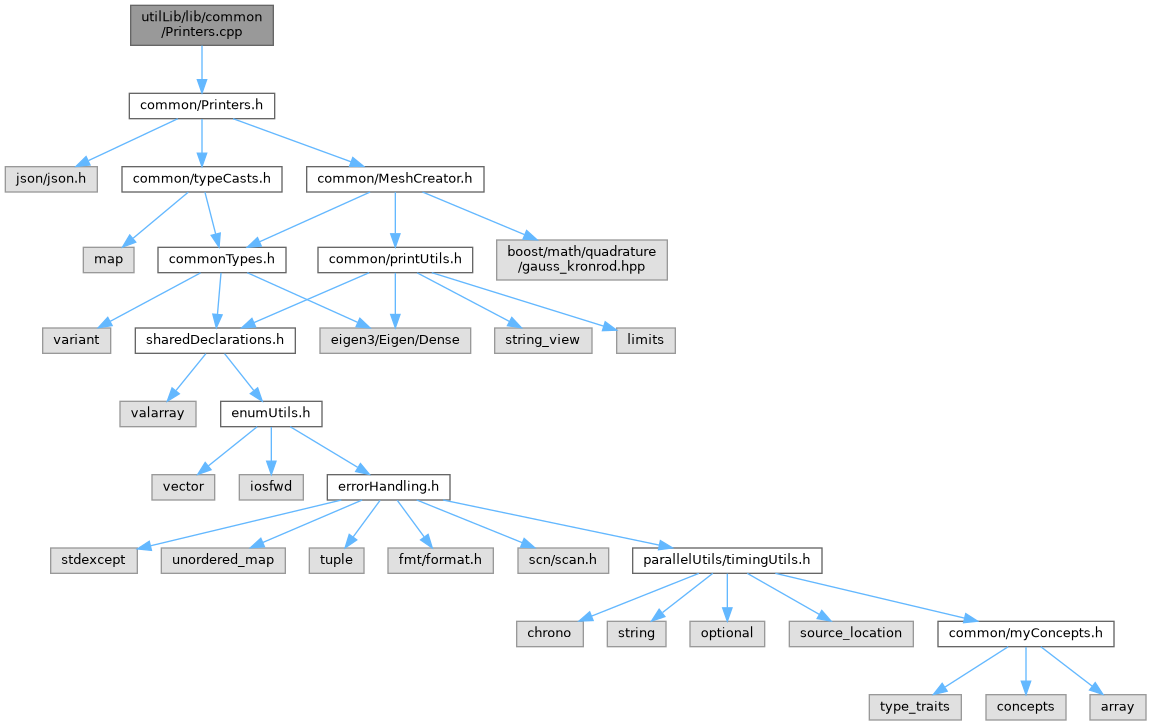 utilLib/lib/common
/Printers.cpp
common/Printers.h
json/json.h
common/typeCasts.h
common/MeshCreator.h
map
commonTypes.h
common/printUtils.h
boost/math/quadrature
/gauss_kronrod.hpp
variant
sharedDeclarations.h
eigen3/Eigen/Dense
string_view
limits
valarray
enumUtils.h
vector
iosfwd
errorHandling.h
stdexcept
unordered_map
tuple
fmt/format.h
scn/scan.h
parallelUtils/timingUtils.h
chrono
string
optional
source_location
common/myConcepts.h
type_traits
concepts
array